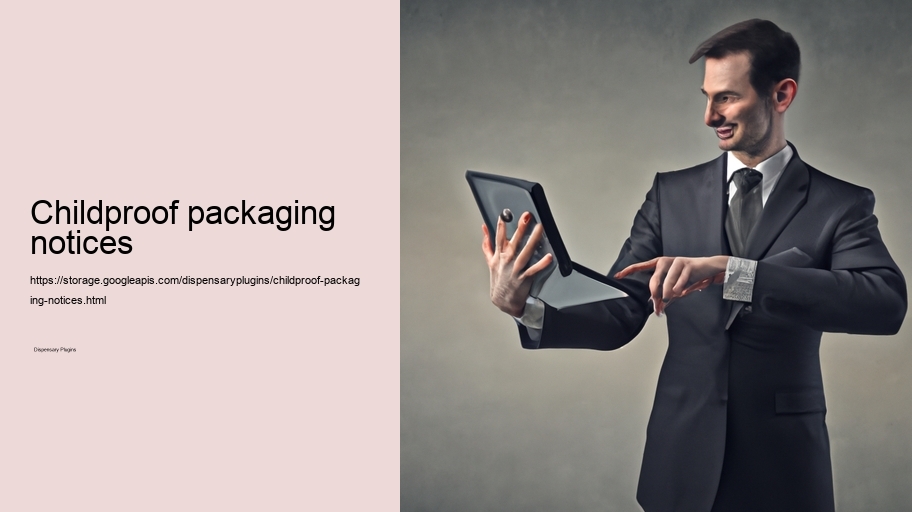 Childproof packaging
notices
https://storage.googleapis.com/dispensaryplugins/childproof-packag
ing-notices.html
Dispensary Plugins